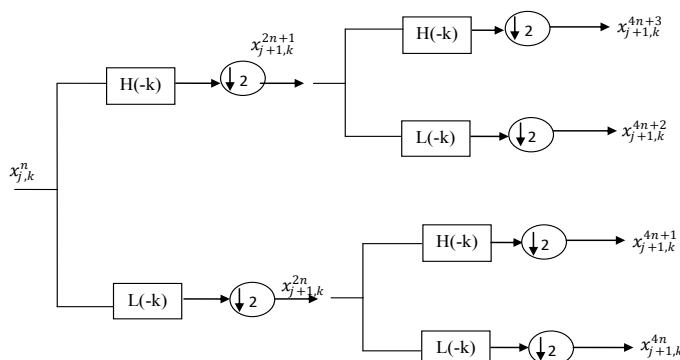 H(-k) ↓ 2 x_{j+1,k}^{4n+3}
x_{j+1,k}^{2n+1}
H(-k) ↓ 2
L(-k) ↓ 2 x_{j+1,k}^{4n+2}
x_{j,k}^{n}
H(-k) ↓ 2 x_{j+1,k}^{4n+1}
L(-k) ↓ 2 x_{j+1,k}^{2n}
L(-k) ↓ 2 x_{j+1,k}^{4n}